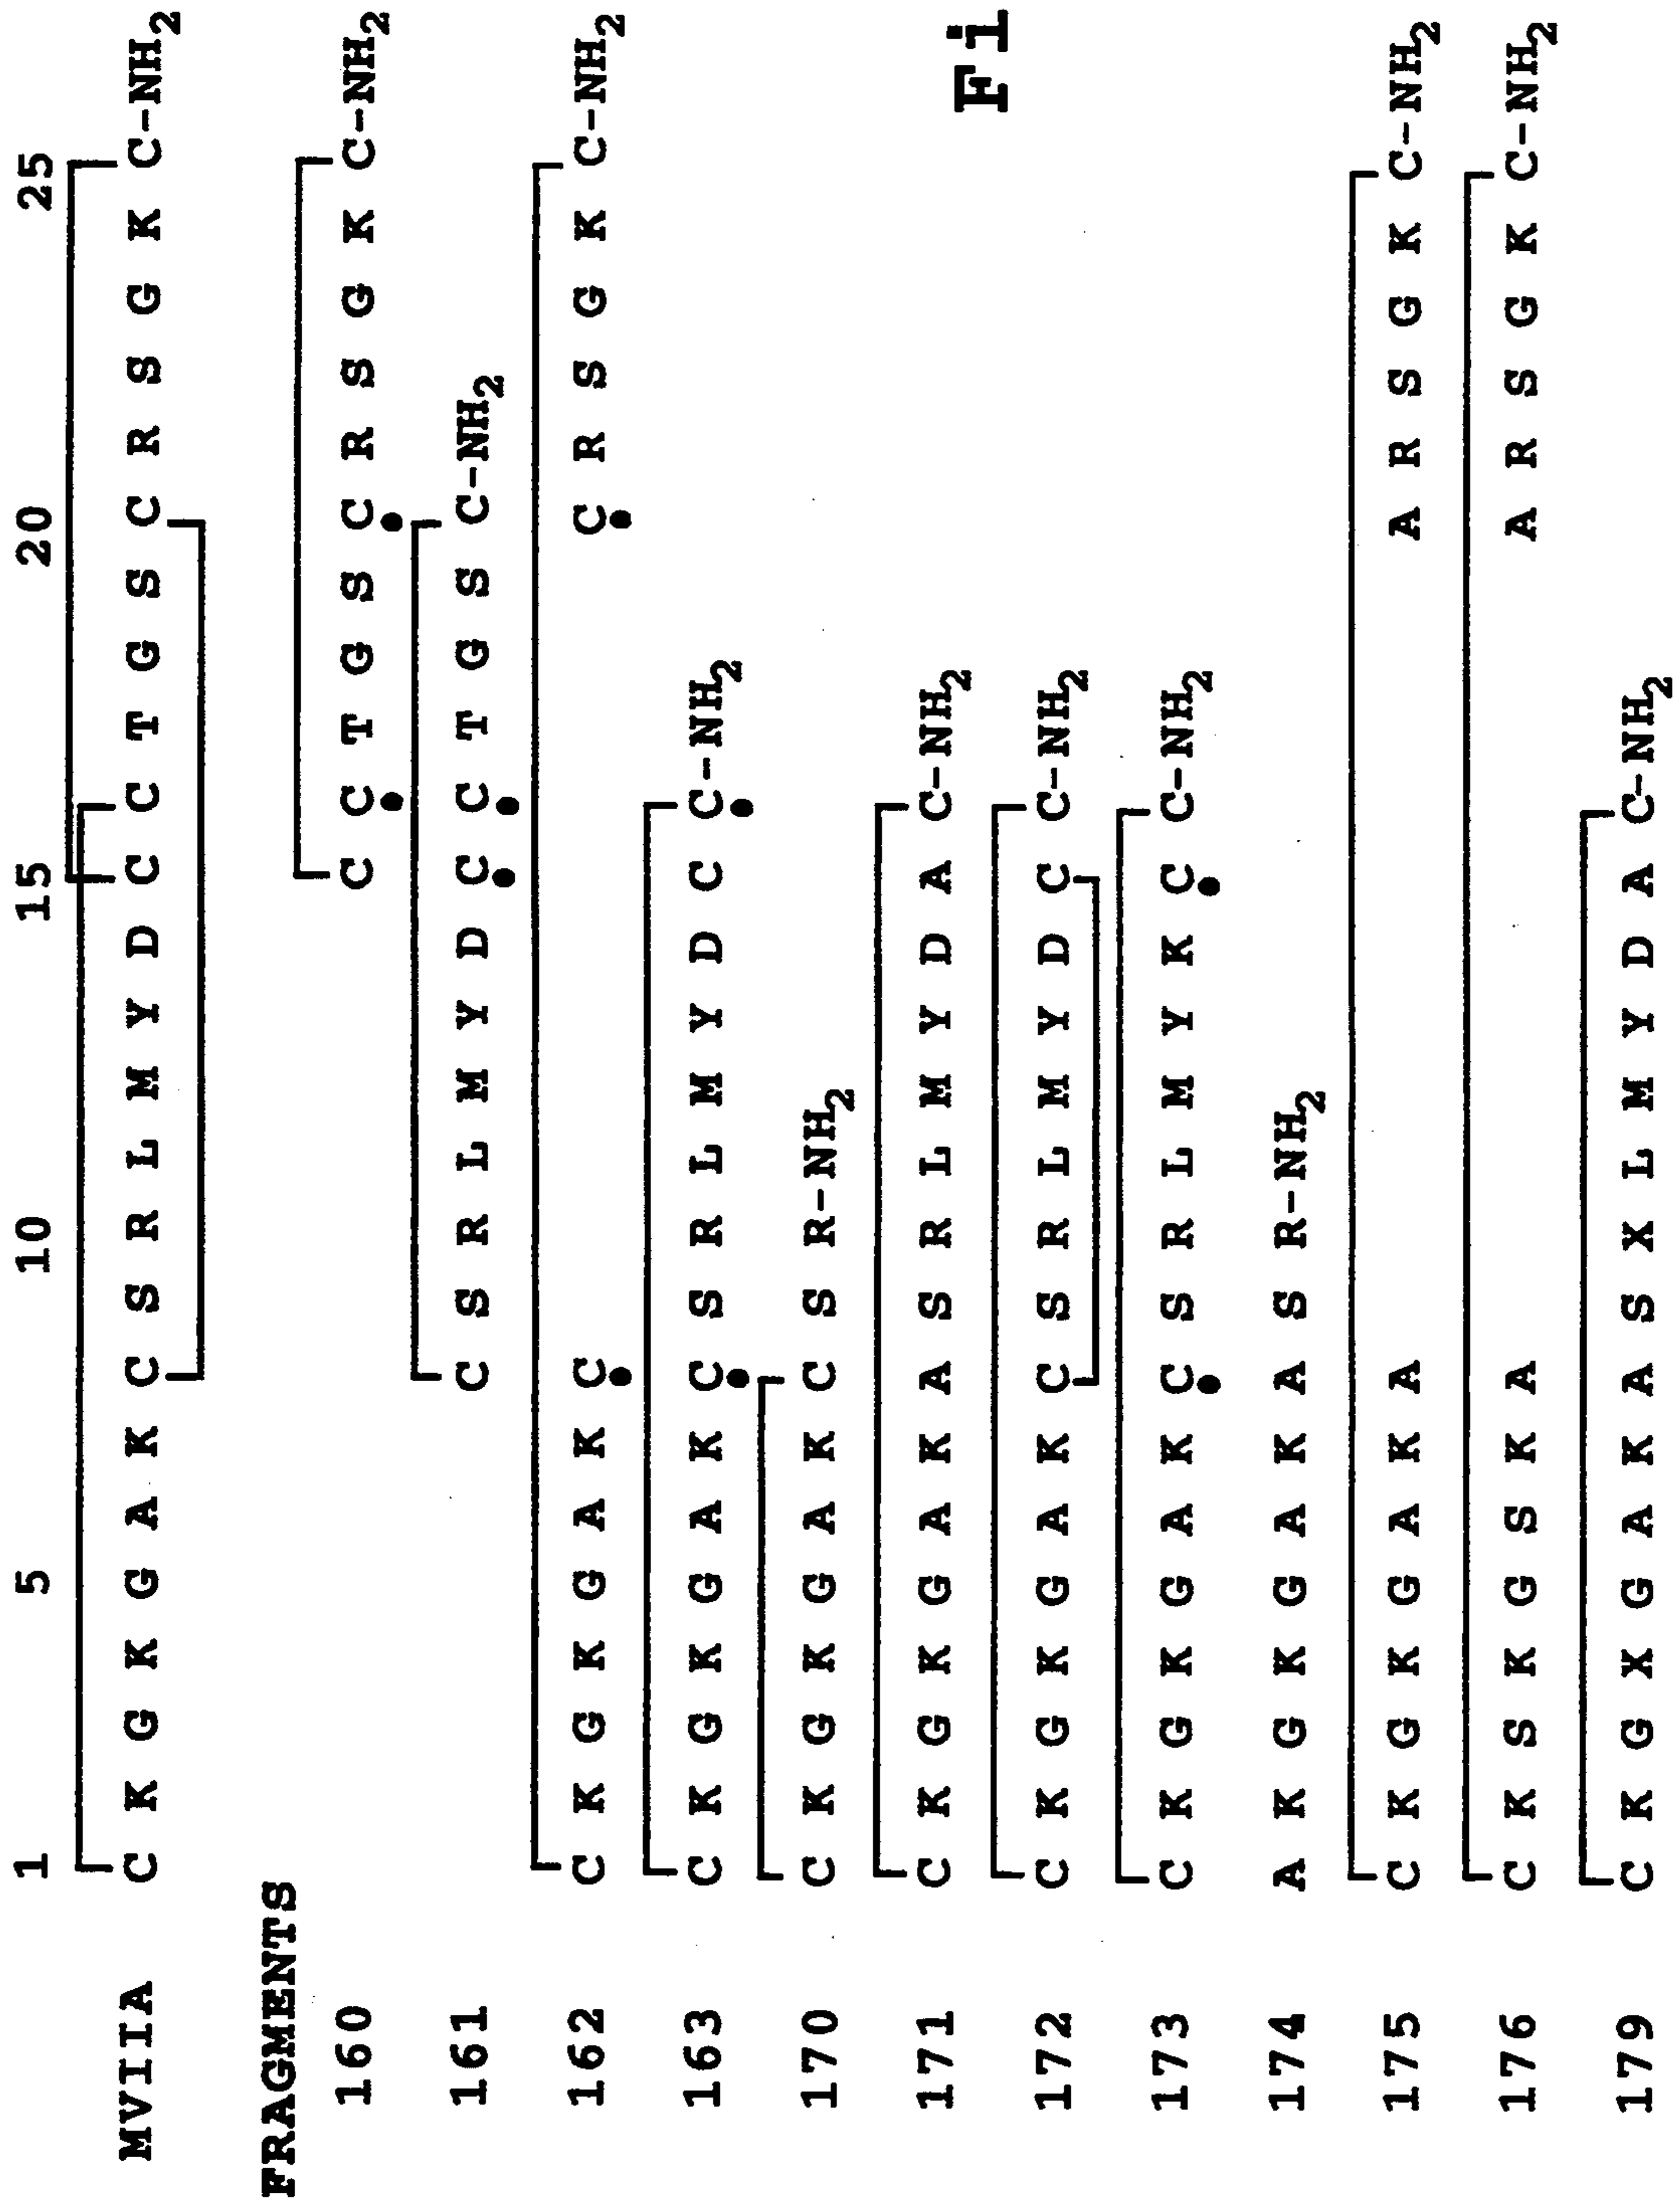 1 5 10 15 20 25
MVIIA C K G K G A K C S R L M Y D C C T G S C R S G K C-NH2
FRAGMENTS
160 C C T G S C R S G K C-NH2
161 C S R L M Y D C C T G S C-NH2
162 C K G K G A K C C R S G K C-NH2
163 C K G K G A K C S R L M Y D C C-NH2
170 C K G K G A K C S R-NH2
171 C K G K G A K A S R L M Y D A C-NH2
172 C K G K G A K C S R L M Y D C C-NH2
173 C K G K G A K C S R L M Y K C C-NH2
174 A K G K G A K A S R-NH2
175 C K G K G A K A A R S G K C-NH2
176 C K S K G S K A A R S G K C-NH2
179 C K G X G A K A S X L M Y D A C-NH2
Fi